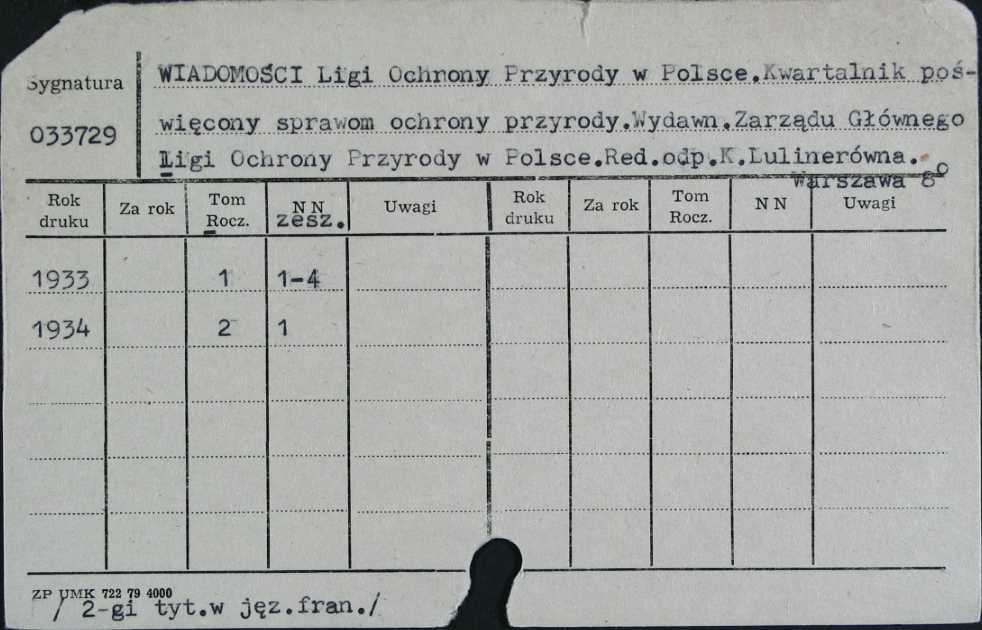 Sygnatura
033729
WIADOMOŚCI Ligi Ochrony Przyrody w Polsce.Kwartalnik poś-
więcony sprawom ochrony przyrody.Wydawn.Zarządu Głównego
Ligi Ochrony Przyrody w Polsce.Red.odp.K.Lulinerówna.
Warszawa 8°
Rok druku Za rok Tom Rocz. NN zesz. Uwagi Rok druku Za rok Tom Rocz. NN Uwagi
1933 1 1-4
1934 2 1
ZP UMK 722 79 4000
/ 2-gi tyt.w jęz.fran./